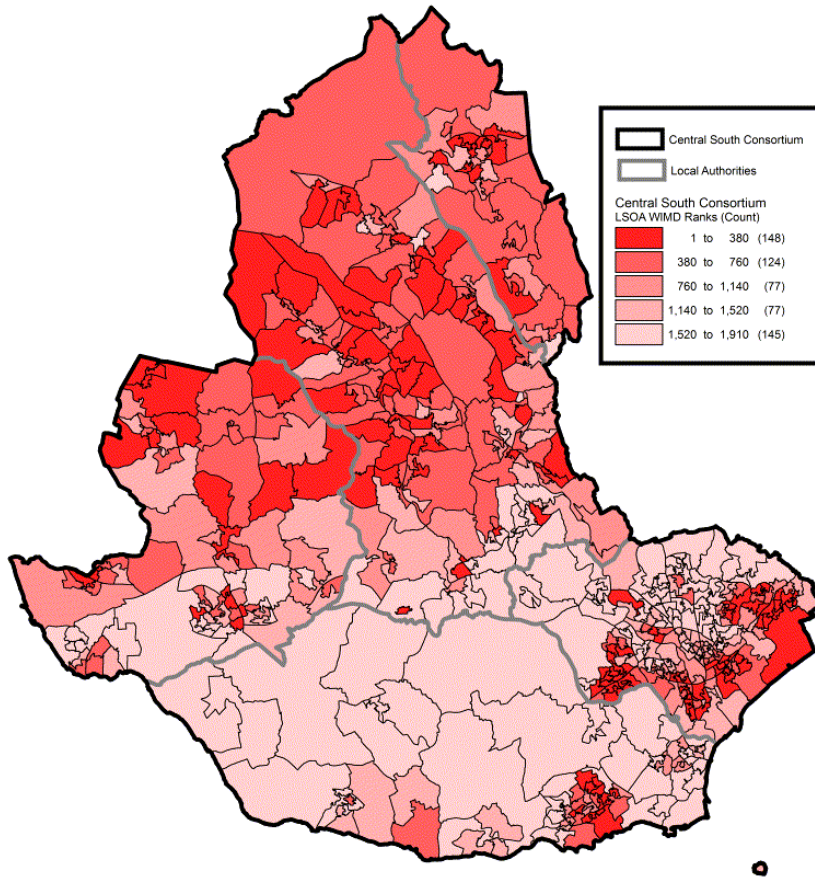 Central South Consortium
Local Authorities
Central South Consortium
LSOA WIMD Ranks (Count)
1 to 380 (148)
380 to 760 (124)
760 to 1,140 (77)
1,140 to 1,520 (77)
1,520 to 1,910 (145)